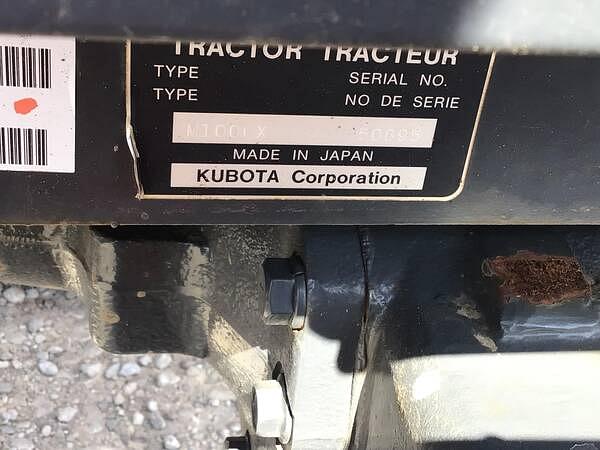 TRACTOR TRACTEUR
TYPE SERIAL NO.
TYPE NO DE SERIE
MADE IN JAPAN
KUBOTA Corporation